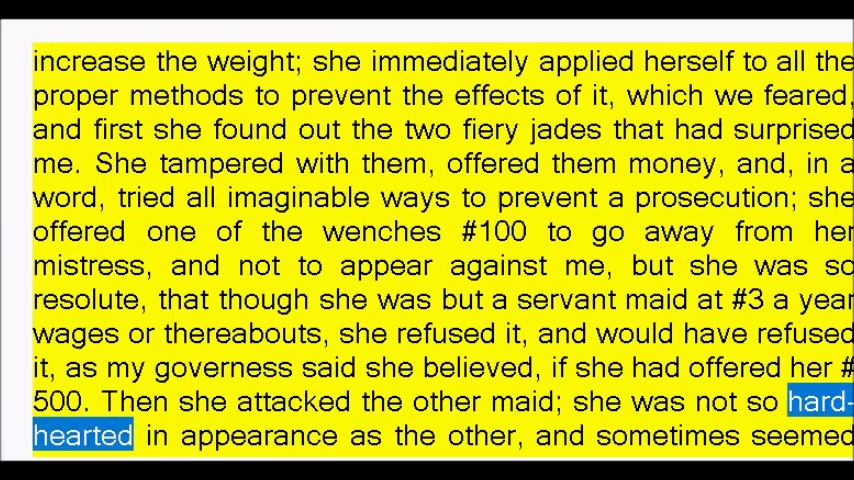 increase the weight; she immediately applied herself to all the
proper methods to prevent the effects of it, which we feared,
and first she found out the two fiery jades that had surprised
me. She tampered with them, offered them money, and, in a
word, tried all imaginable ways to prevent a prosecution; she
offered one of the wenches #100 to go away from her
mistress, and not to appear against me, but she was so
resolute, that though she was but a servant maid at #3 a year
wages or thereabouts, she refused it, and would have refused
it, as my governess said she believed, if she had offered her #
500. Then she attacked the other maid; she was not so hard-
hearted in appearance as the other, and sometimes seemed